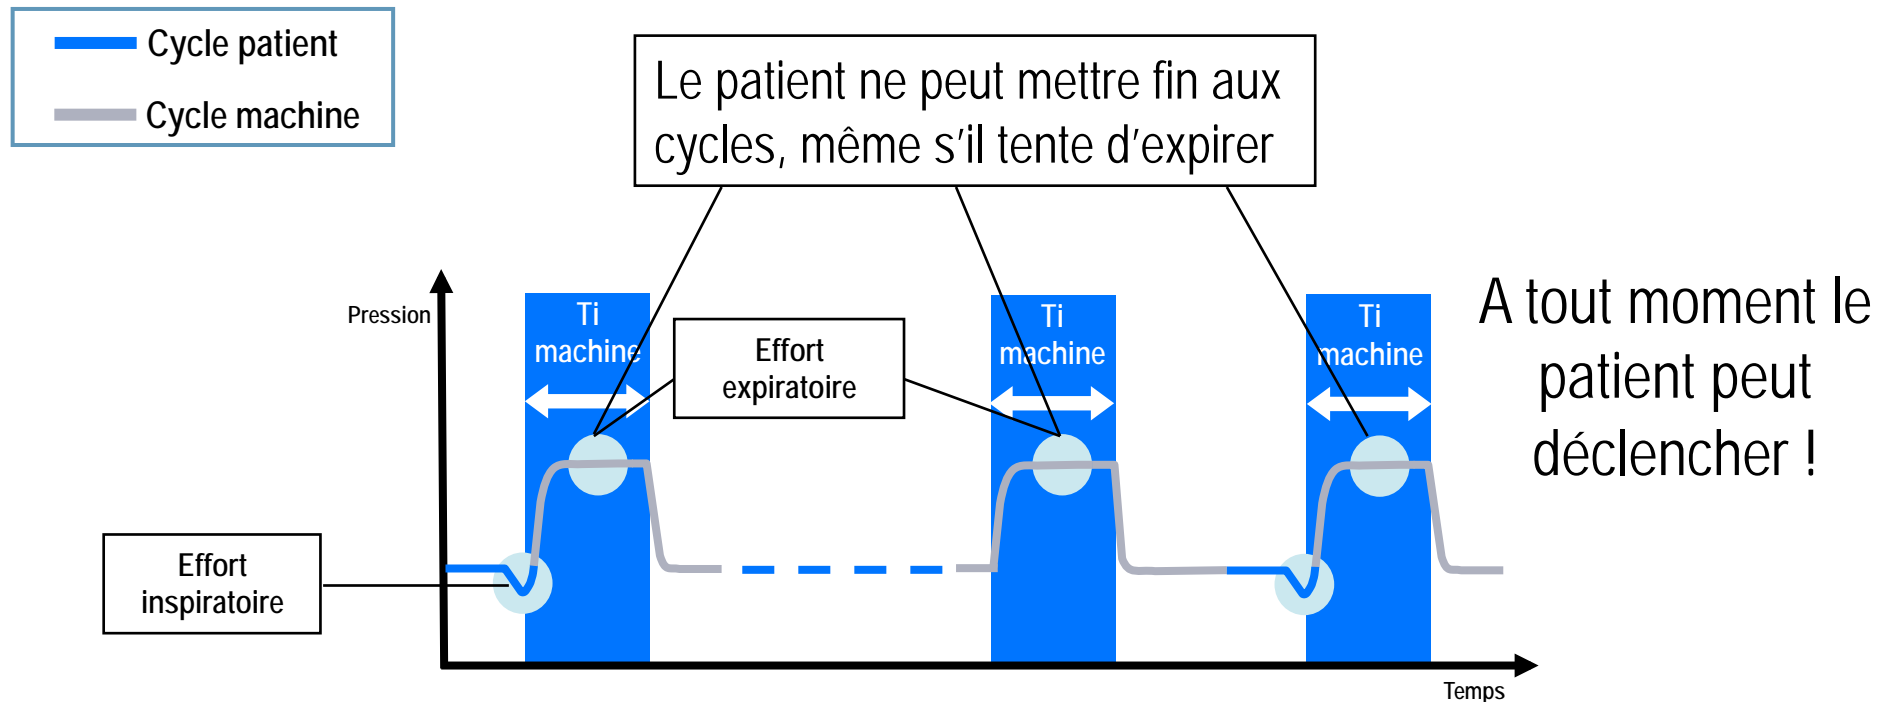 Cycle patient
Cycle machine
Le patient ne peut mettre fin aux
cycles, même s'il tente d'expirer
Pression
Ti
machine
Effort
expiratoire
Ti
machine
Ti
machine
A tout moment le
patient peut
déclencher !
Effort
inspiratoire
Temps